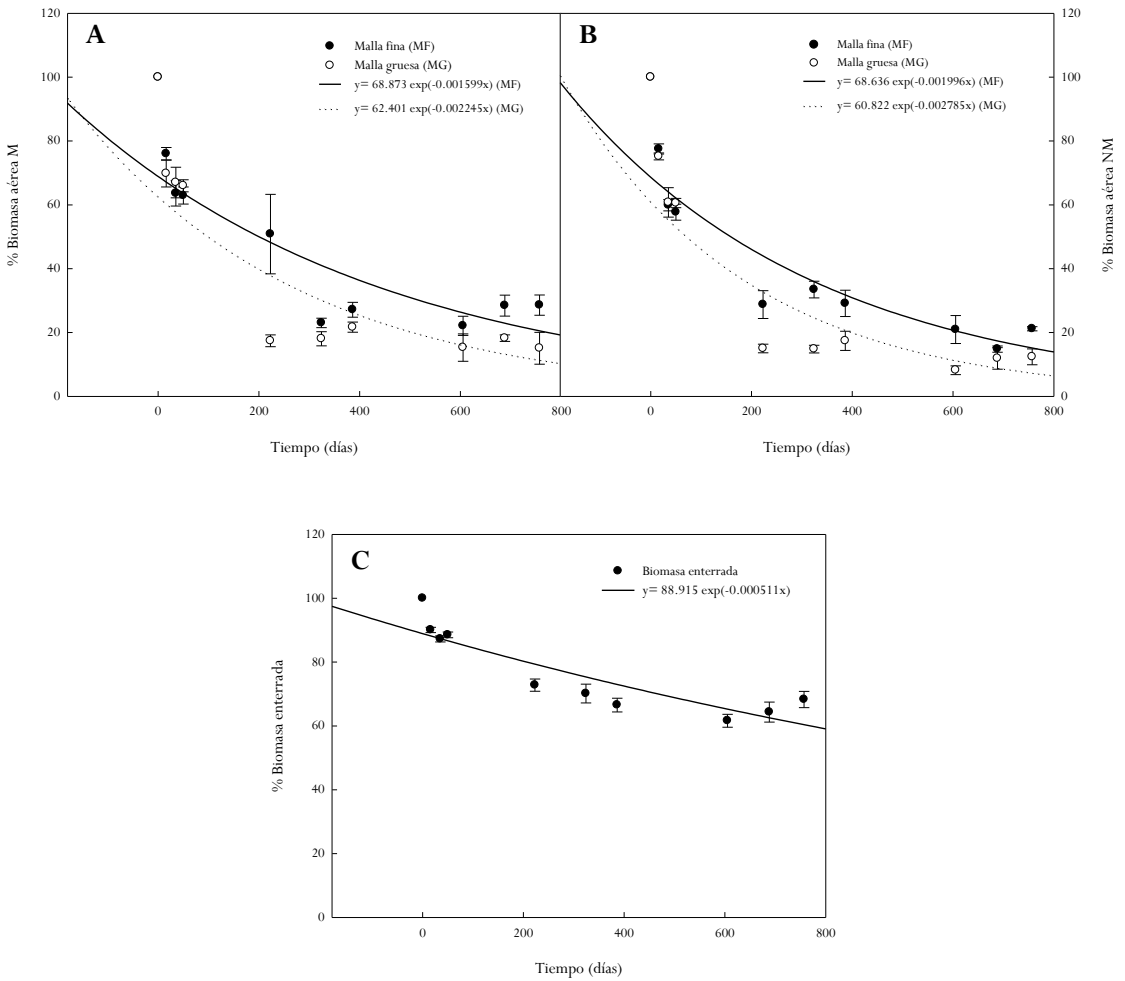 A
Malla fina (MF)
Malla gruesa (MG)
y= 68.873 exp(-0.001599x) (MF)
y= 62.401 exp(-0.002245x) (MG)
% Biomasa aérea M
120
100
80
60
40
20
0
0 200 400 600 800
Tiempo (días)
B
Malla fina (MF)
Malla gruesa (MG)
y= 68.636 exp(-0.001996x) (MF)
y= 60.822 exp(-0.002785x) (MG)
120
100
80
60
40
20
0
% Biomasa aérea NM
0 200 400 600 800
Tiempo (días)
C
Biomasa enterrada
y= 88.915 exp(-0.000511x)
% Biomasa enterrada
120
100
80
60
40
20
0
0 200 400 600 800
Tiempo (días)